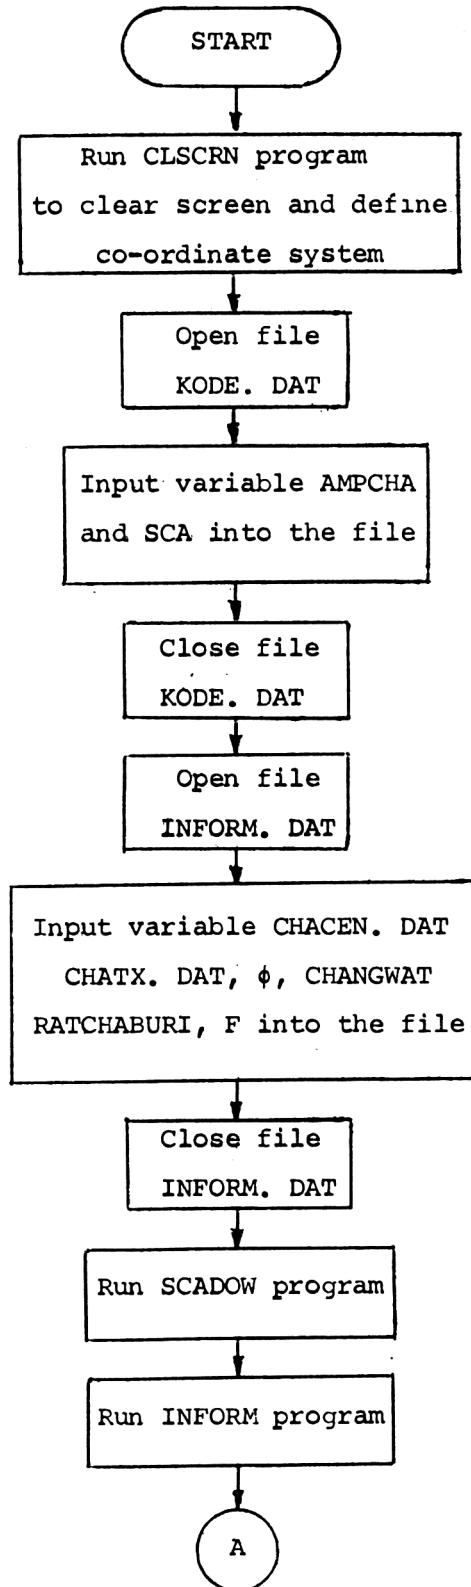 START
Run CLSCRN program
to clear screen and define
co-ordinate system
Open file
KODE. DAT
Input variable AMPCHA
and SCA into the file
Close file
KODE. DAT
Open file
INFORM. DAT
Input variable CHACEN. DAT
CHATX. DAT, ϕ, CHANGWAT
RATCHABURI, F into the file
Close file
INFORM. DAT
Run SCADOW program
Run INFORM program
A